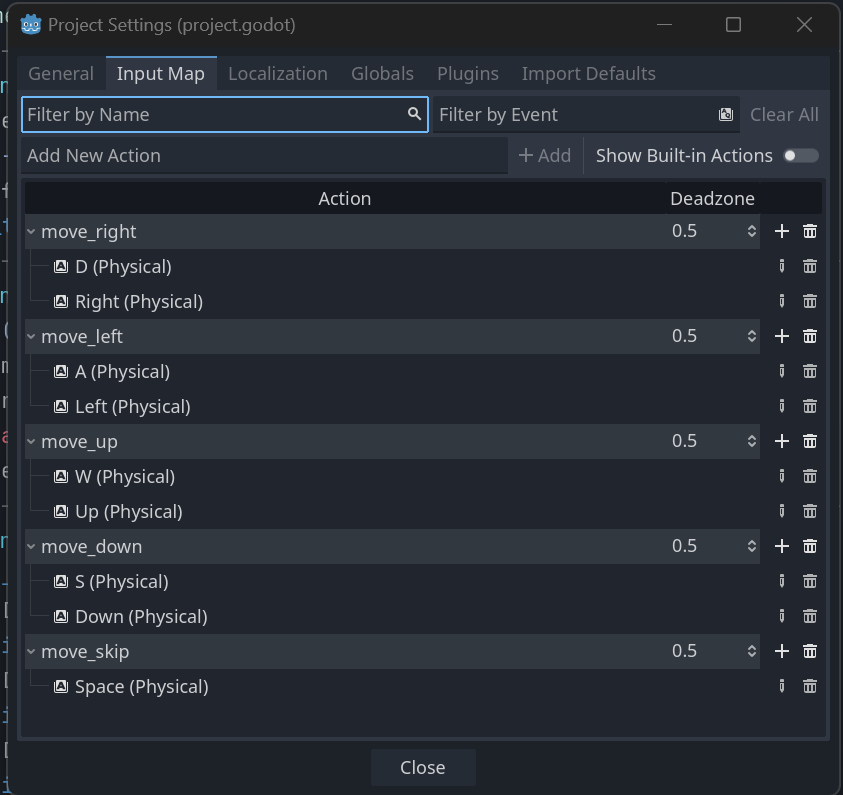 Project Settings (project.godot)
General Input Map Localization Globals Plugins Import Defaults
Filter by Name Filter by Event Clear All
Add New Action + Add Show Built-in Actions
Action Deadzone
move_right 0.5
D (Physical)
Right (Physical)
move_left 0.5
A (Physical)
Left (Physical)
move_up 0.5
W (Physical)
Up (Physical)
move_down 0.5
S (Physical)
Down (Physical)
move_skip 0.5
Space (Physical)
Close